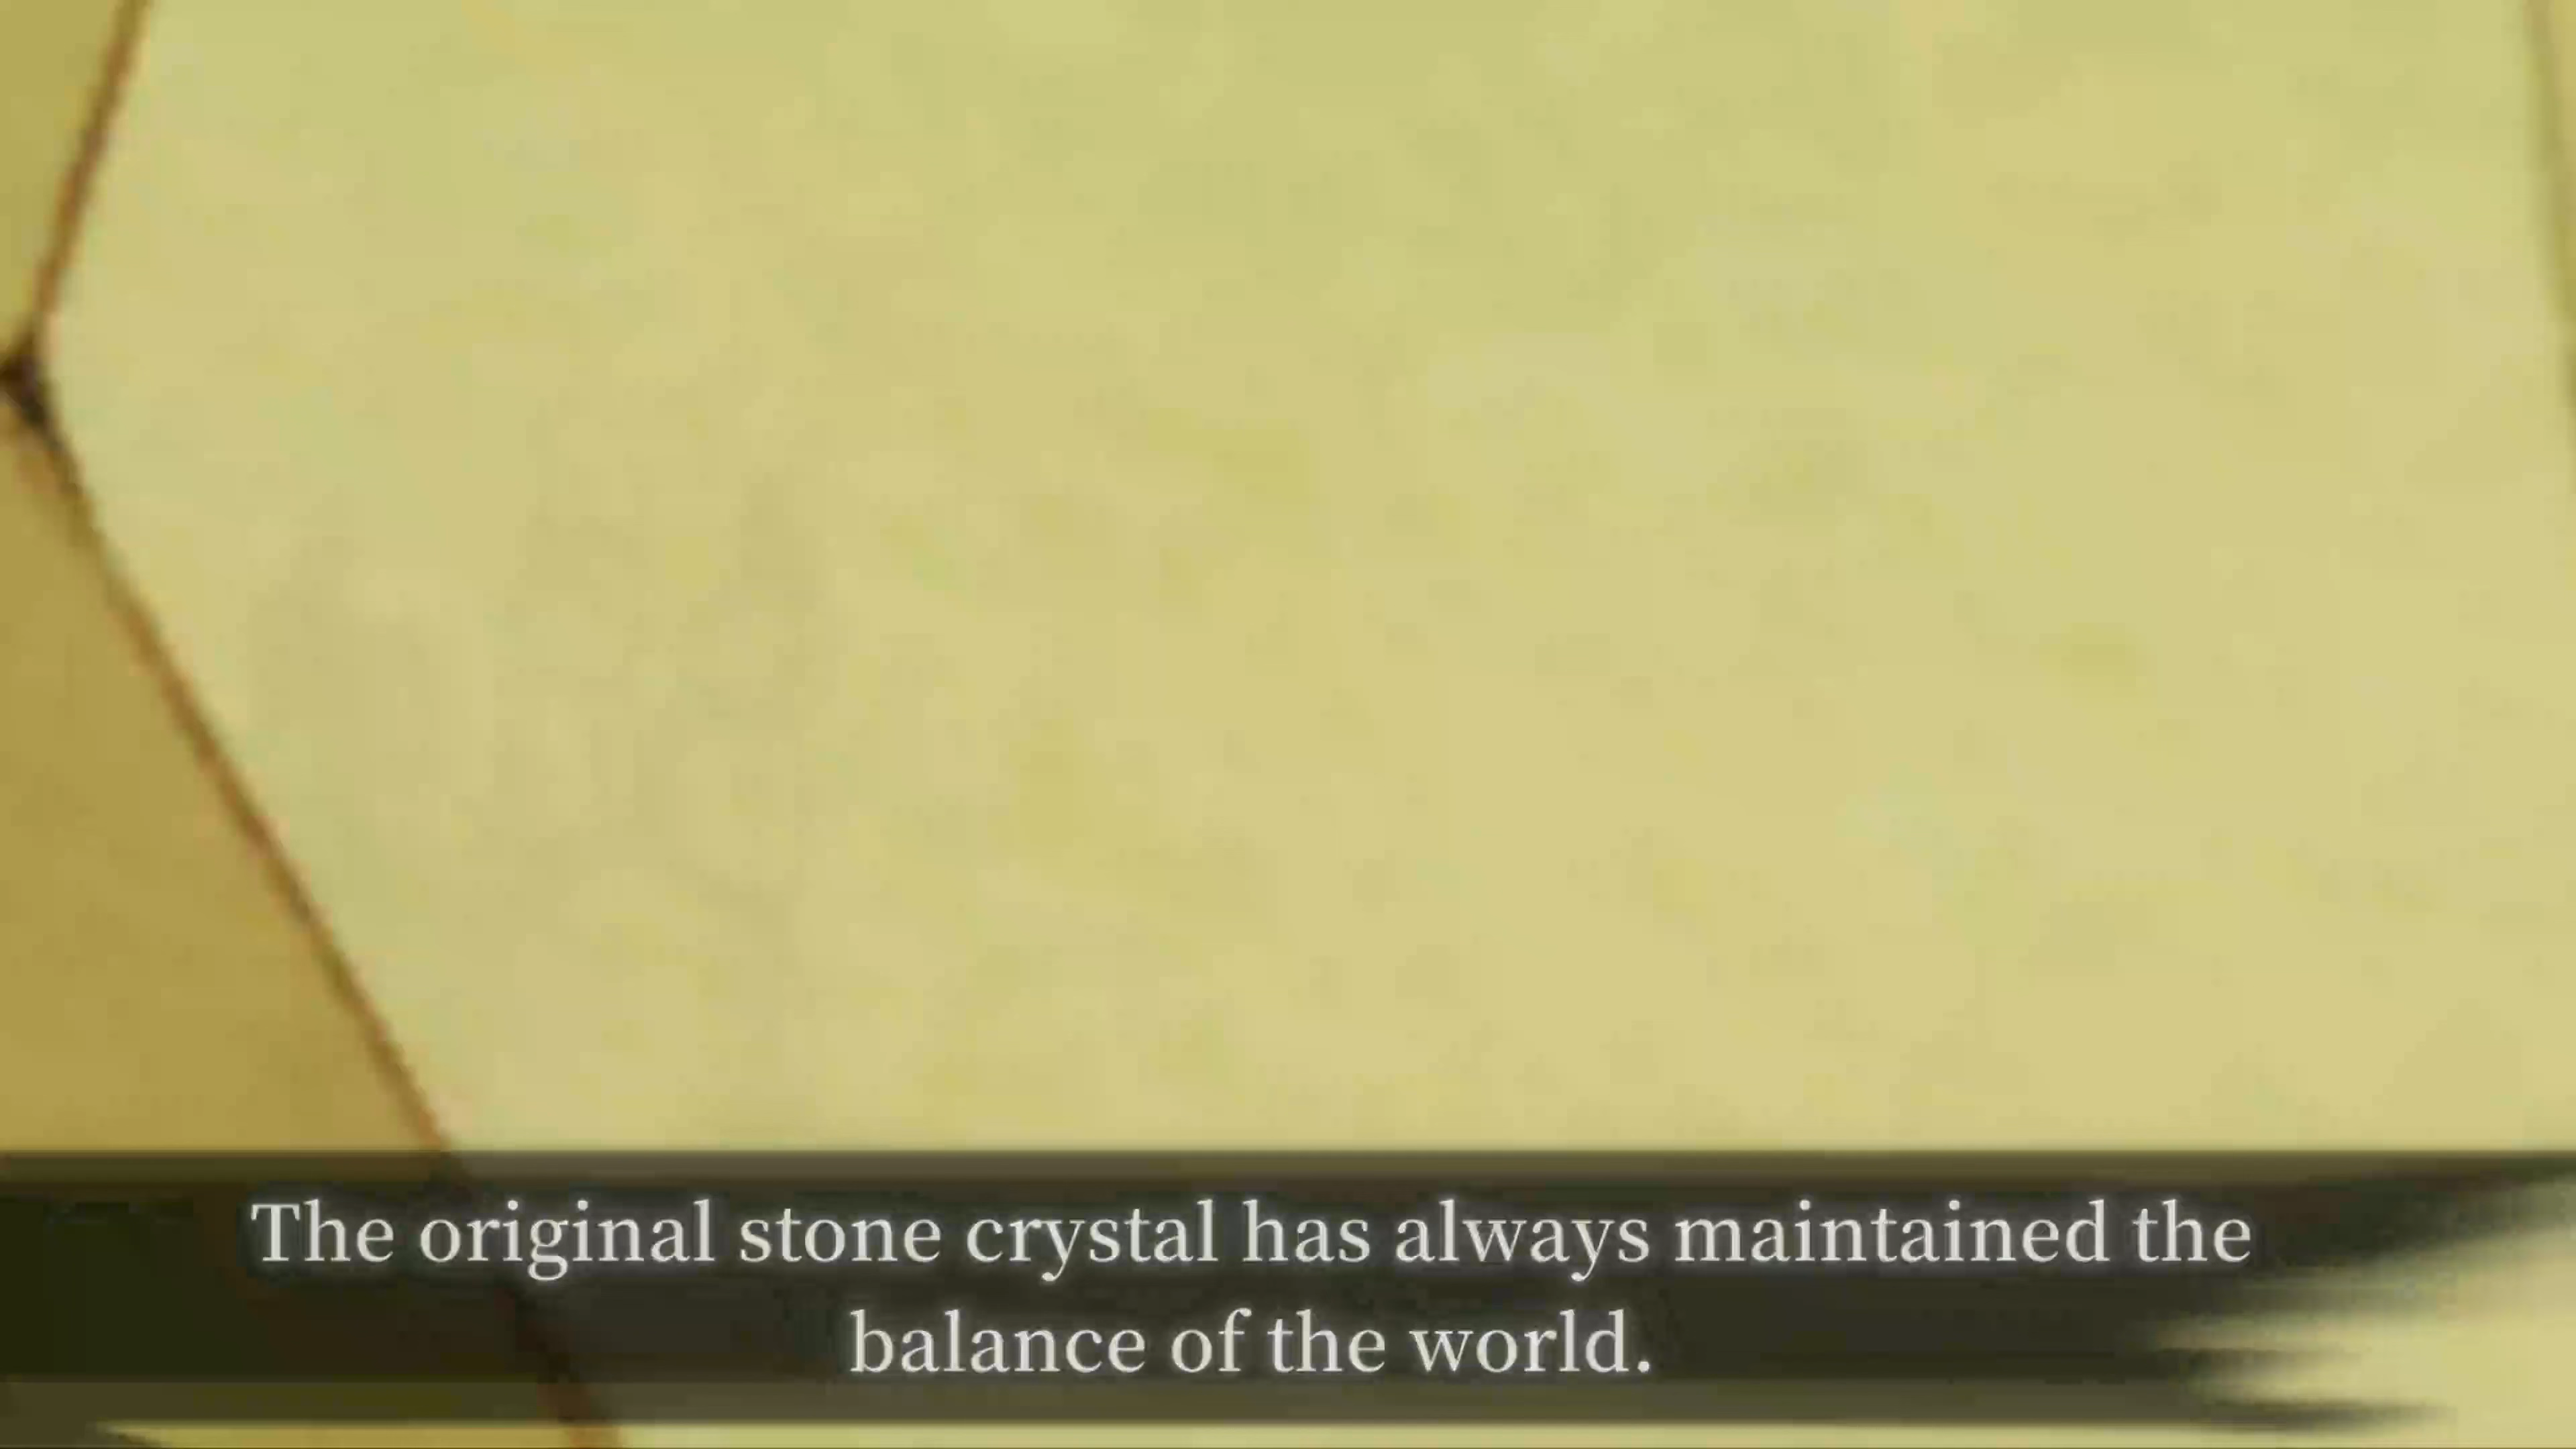 The original stone crystal has always maintained the
balance of the world.